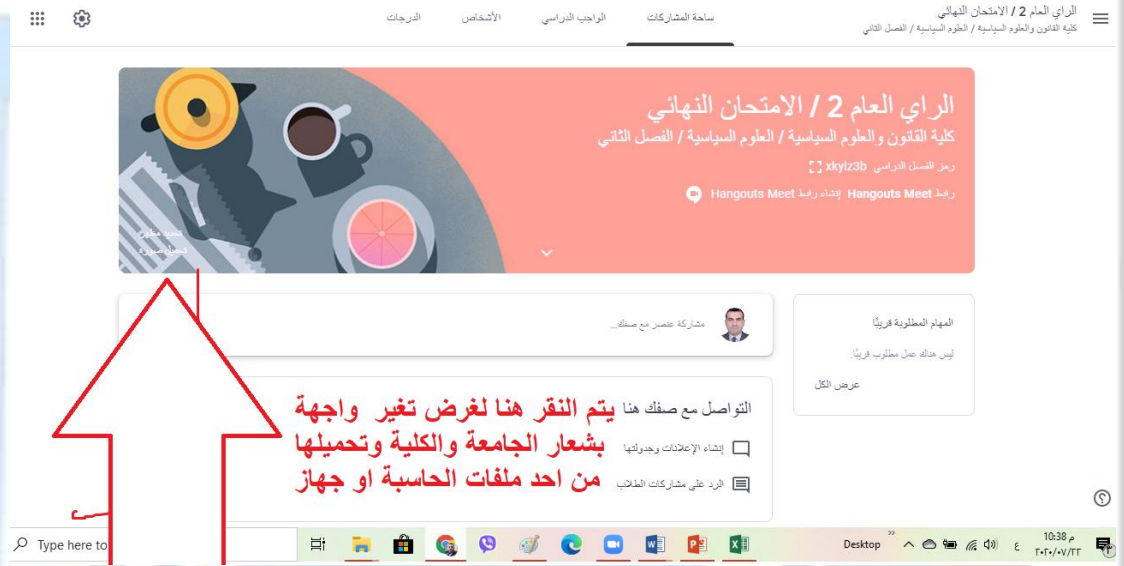 الراي العام 2 / الامتحان النهائي
كلية القانون والعلوم السياسية / العلوم السياسية / الفصل الثاني
ساحة المشاركات
الواجب الدراسي
الأشخاص
الدرجات
الراي العام 2 / الامتحان النهائي
كلية القانون والعلوم السياسية / العلوم السياسية / الفصل الثاني
رمز الفصل الدراسي xkylz3b
رابط Hangouts Meet إنشاء رابط Hangouts Meet
تحديد مظهر
تحميل صورة
المهام المطلوبة قريبًا
ليس هناك عمل مطلوب قريبًا.
عرض الكل
مشاركة عنصر مع صفك...
التواصل مع صفك هنا
إنشاء الإعلانات وجدولتها
الرد على مشاركات الطلاب
يتم النقر هنا لغرض تغير واجهة
بشعار الجامعة والكلية وتحميلها
من احد ملفات الحاسبة او جهاز
Type here to
Desktop
ع
10:38 م
٢٠٢٠/٠٧/٢٢